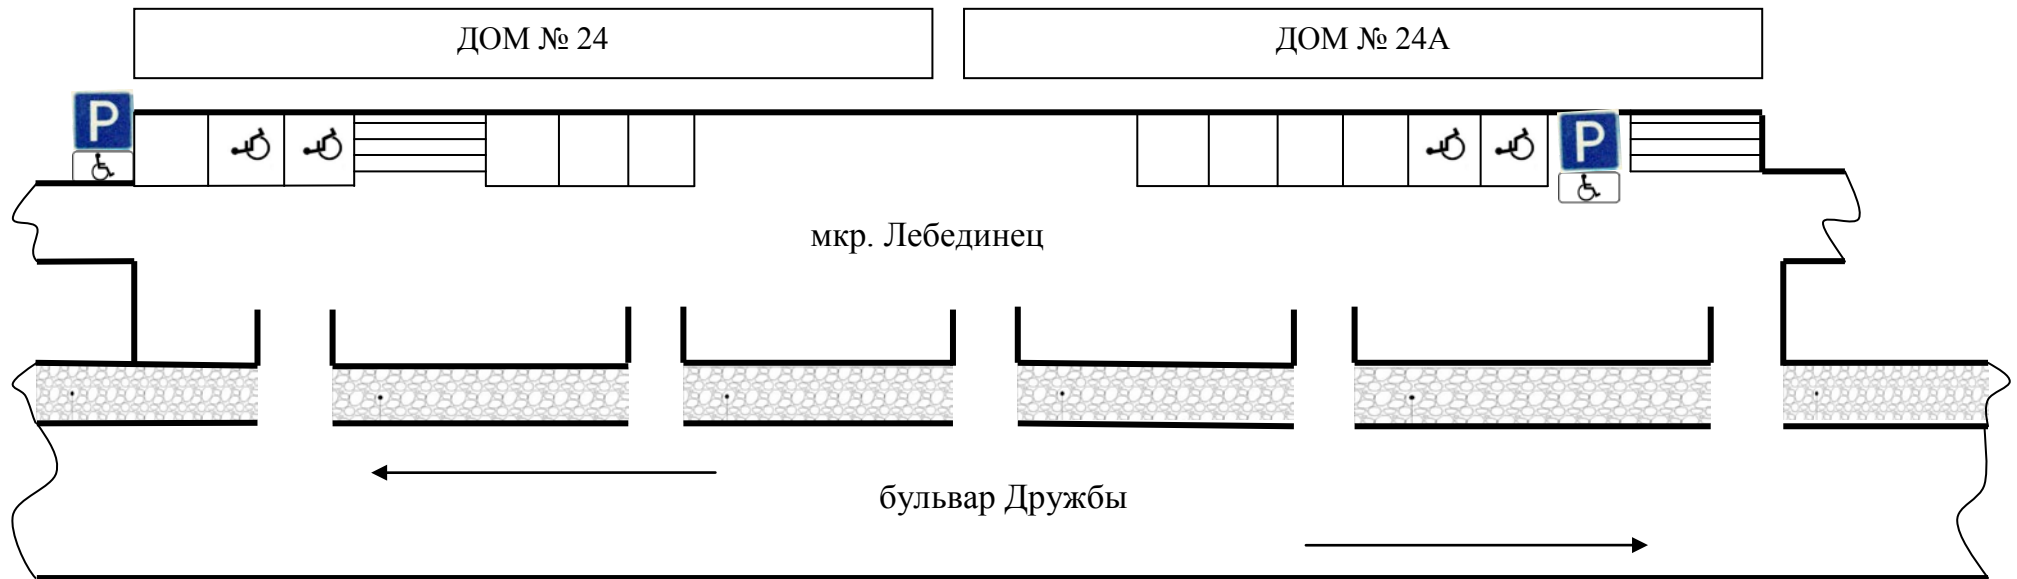 ДОМ № 24
ДОМ № 24А
P
P
мкр. Лебединец
бульвар Дружбы